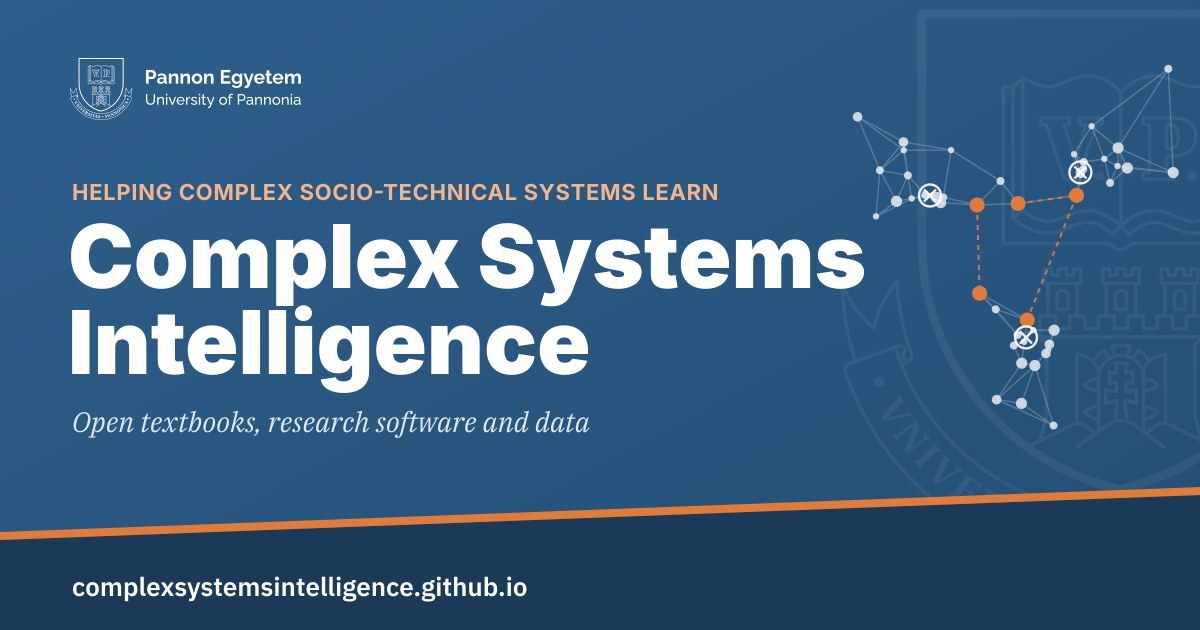 Pannon Egyetem
University of Pannonia
HELPING COMPLEX SOCIO-TECHNICAL SYSTEMS LEARN
Complex Systems
Intelligence
Open textbooks, research software and data
complexsystemsintelligence.github.io
V.P.
VNIVE